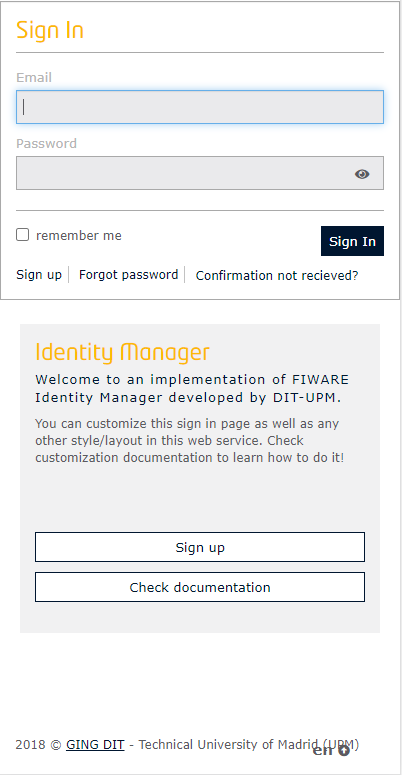 Sign In
Email
Password
remember me
Sign In
Sign up
Forgot password
Confirmation not recieved?
Identity Manager
Welcome to an implementation of FIWARE
Identity Manager developed by DIT-UPM.
You can customize this sign in page as well as any
other style/layout in this web service. Check
customization documentation to learn how to do it!
Sign up
Check documentation
2018 © GING DIT - Technical University of Madrid (UPM)
en